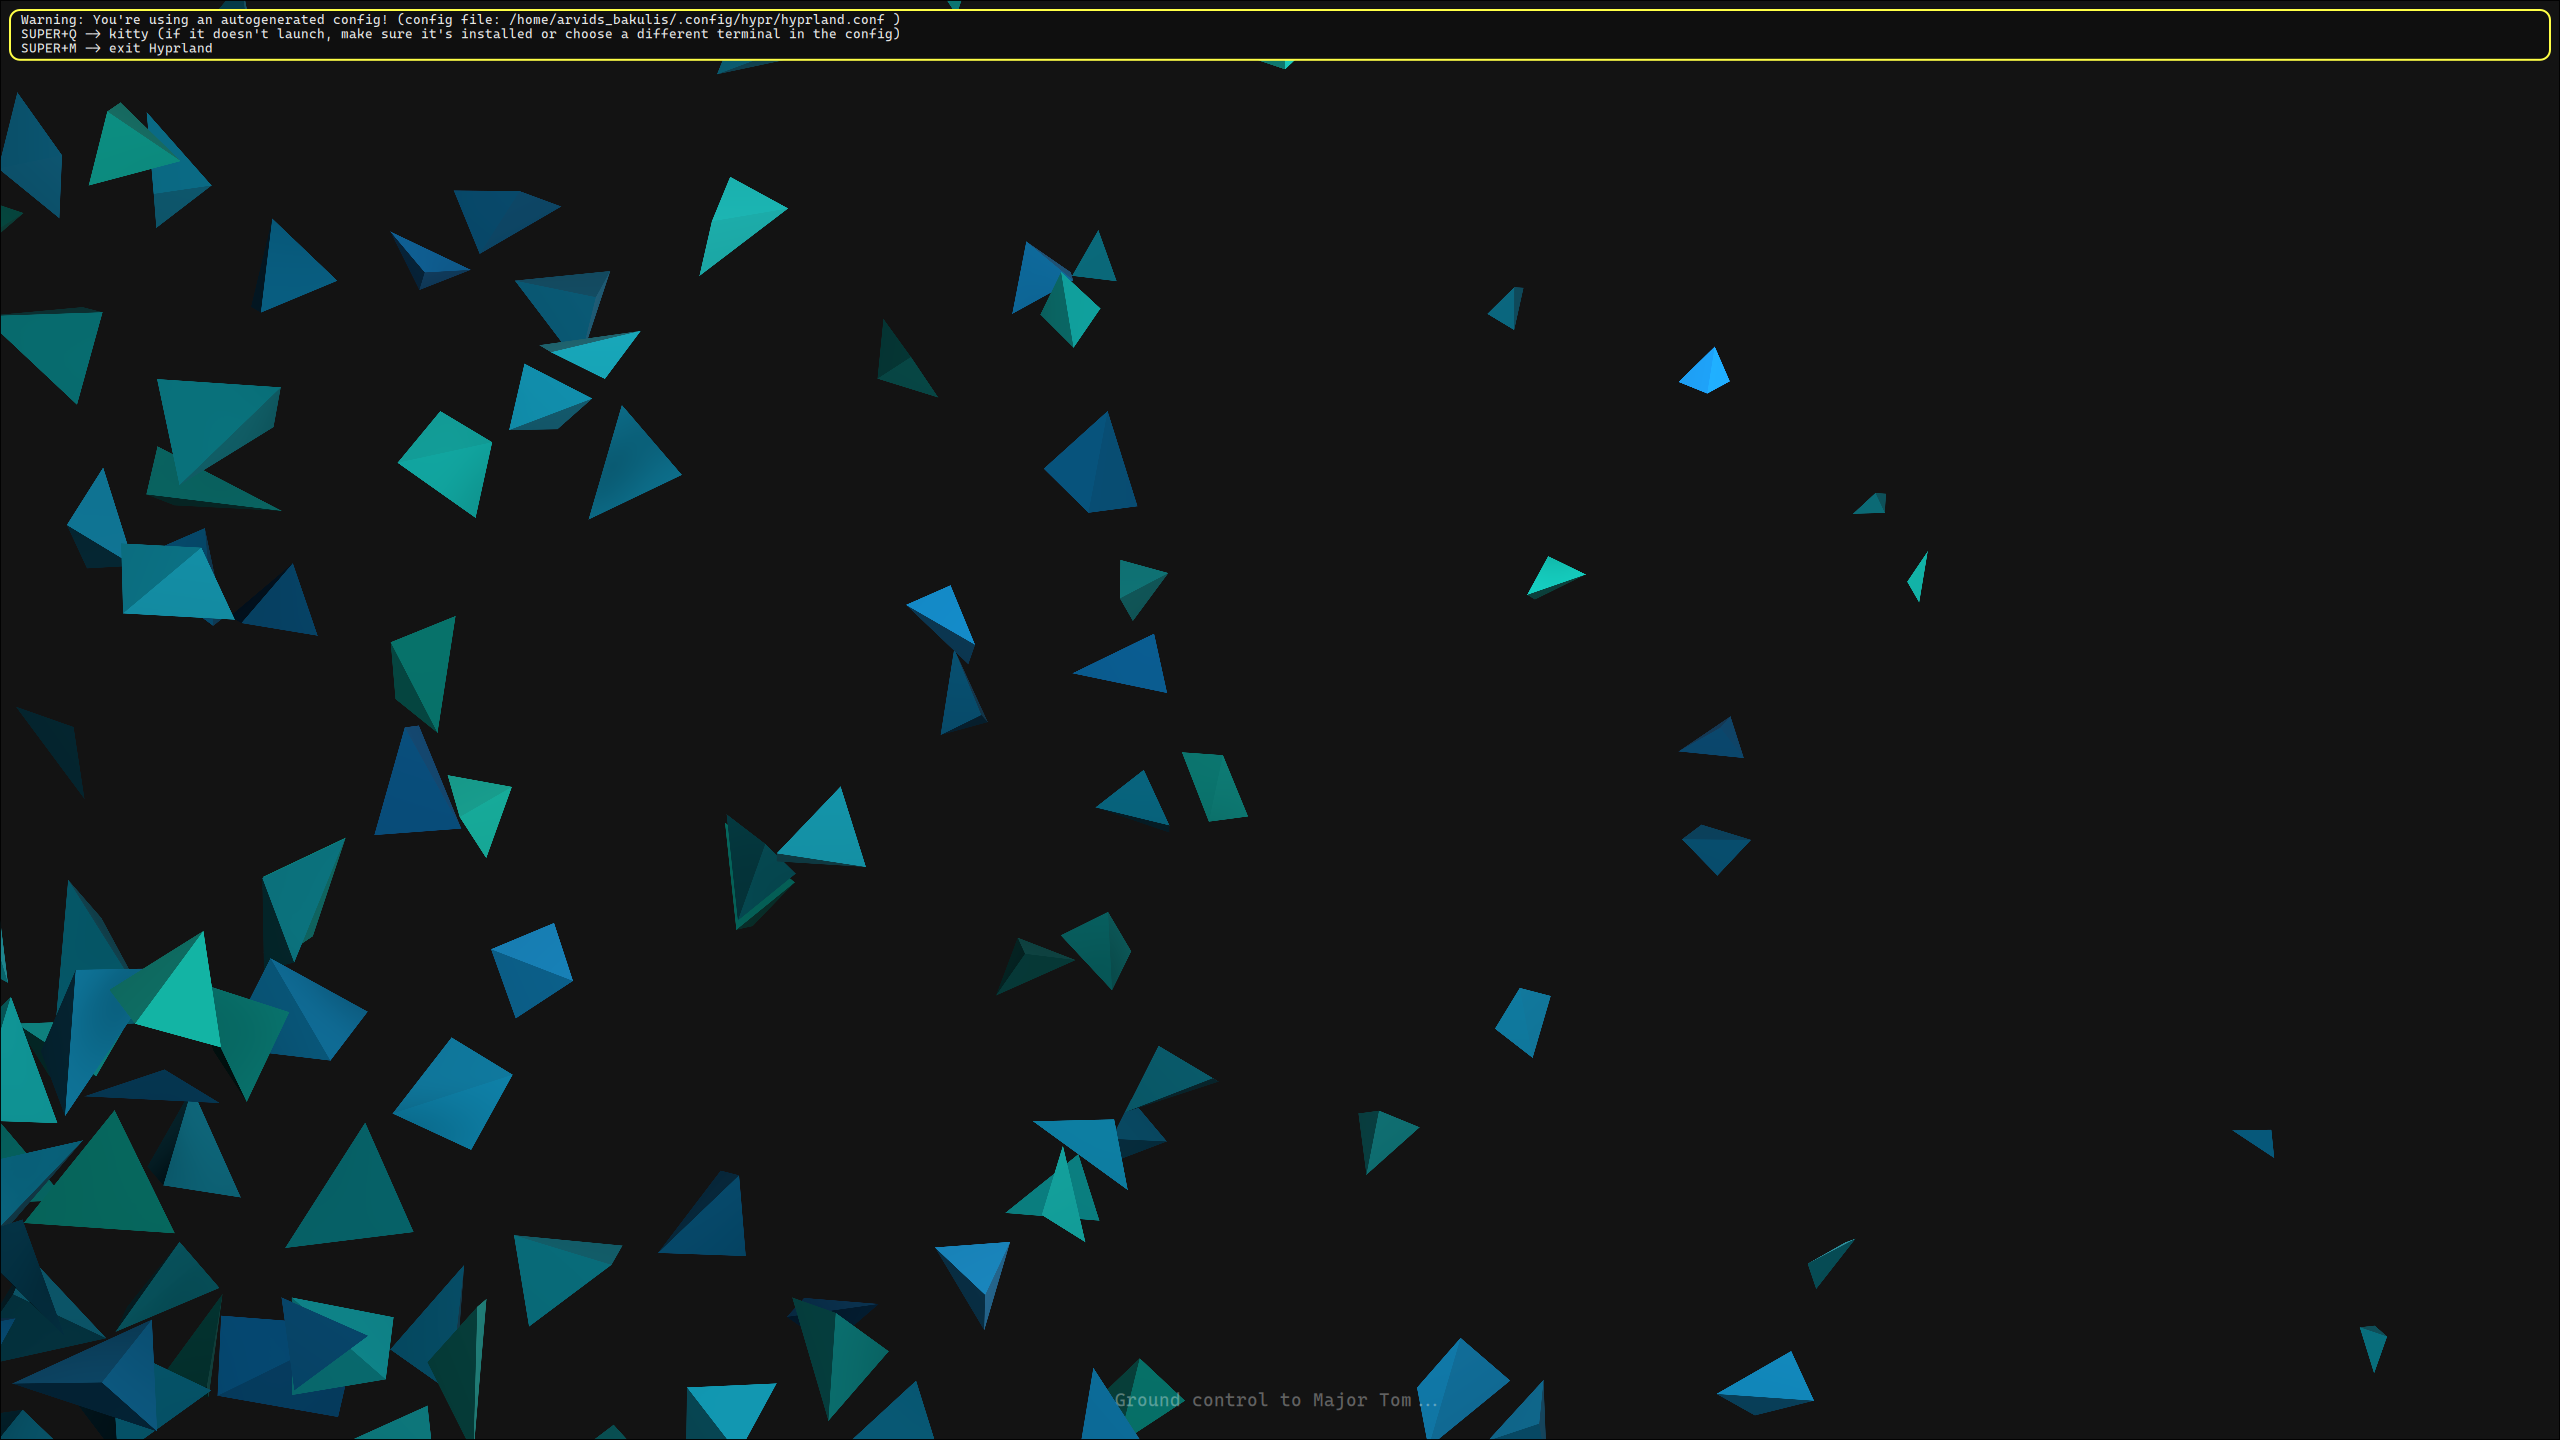 Warning: You're using an autogenerated config! (config file: /home/arvids_bakulis/.config/hypr/hyprland.conf )
SUPER+Q —> kitty (if it doesn't launch, make sure it's installed or choose a different terminal in the config)
SUPER+M —> exit Hyprland
Ground control to Major Tom...